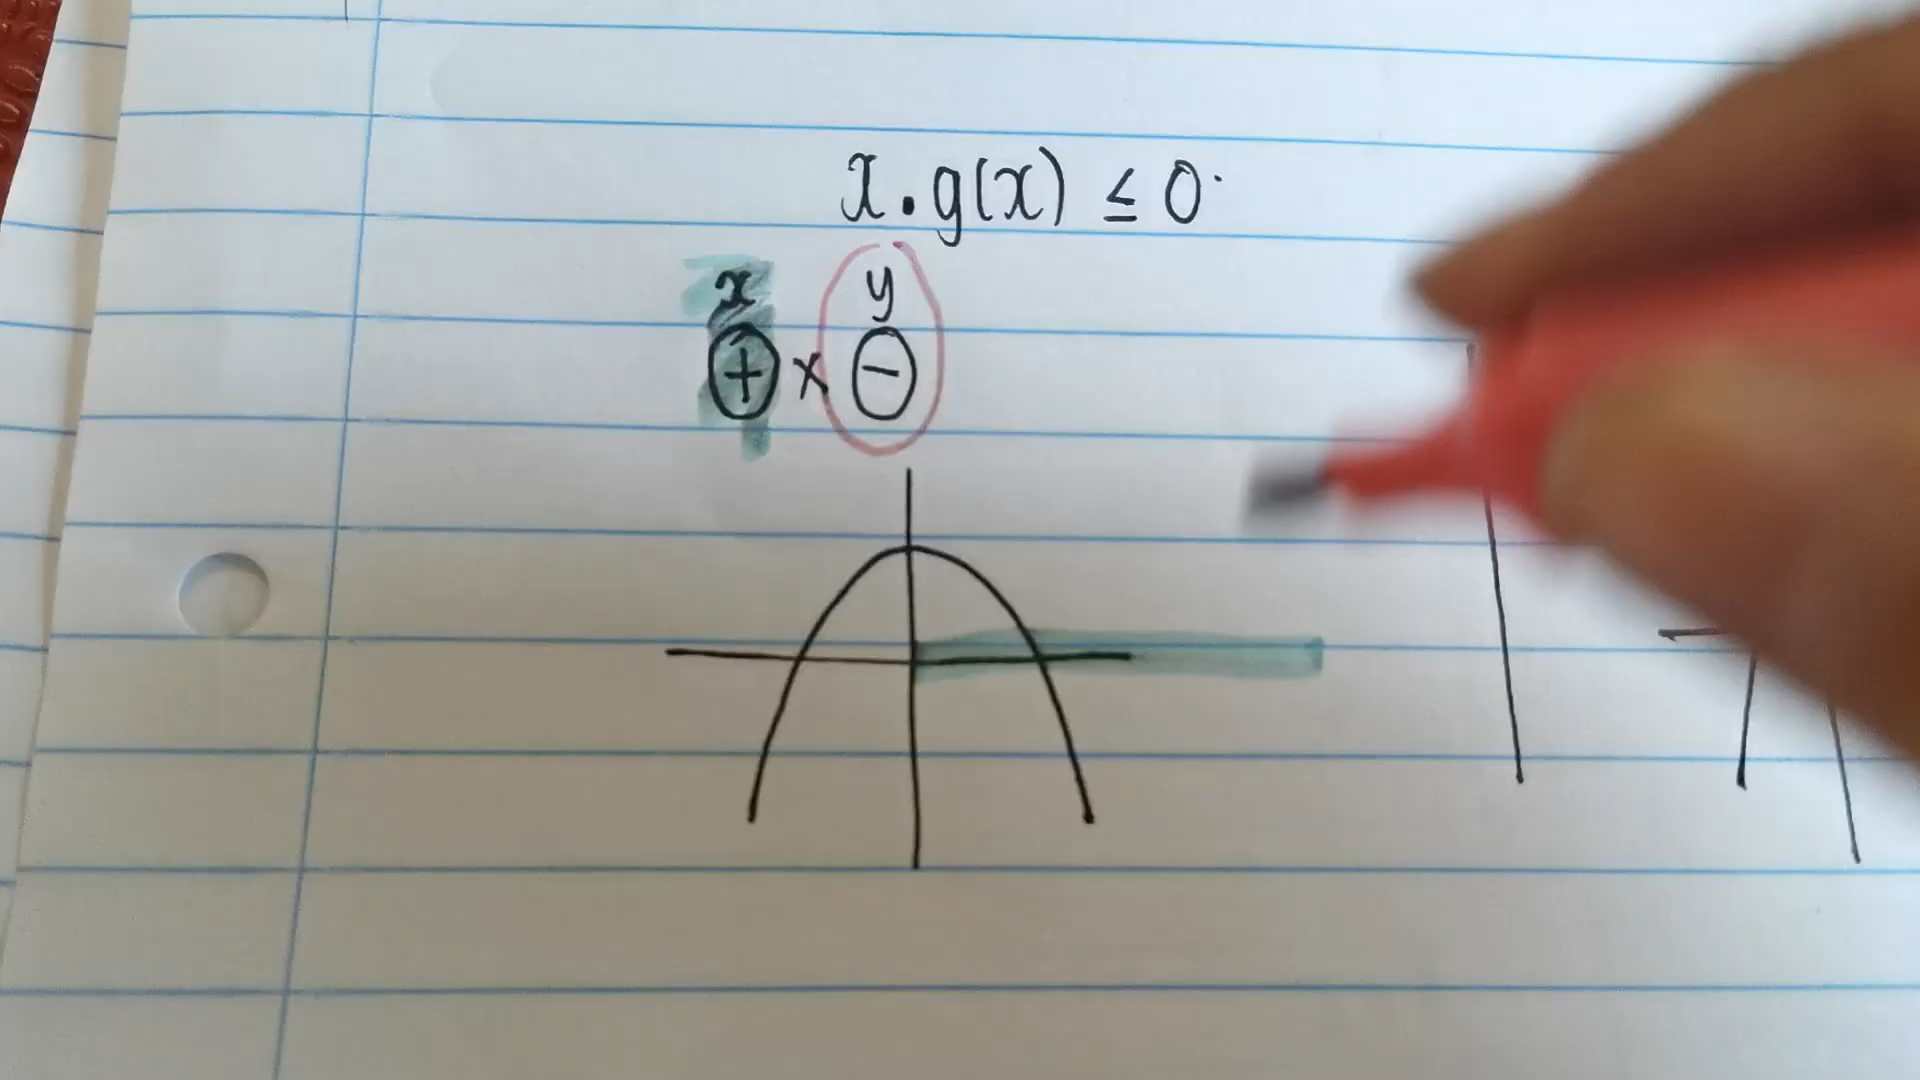 x . g(x) ≤ 0
x y
+ x -